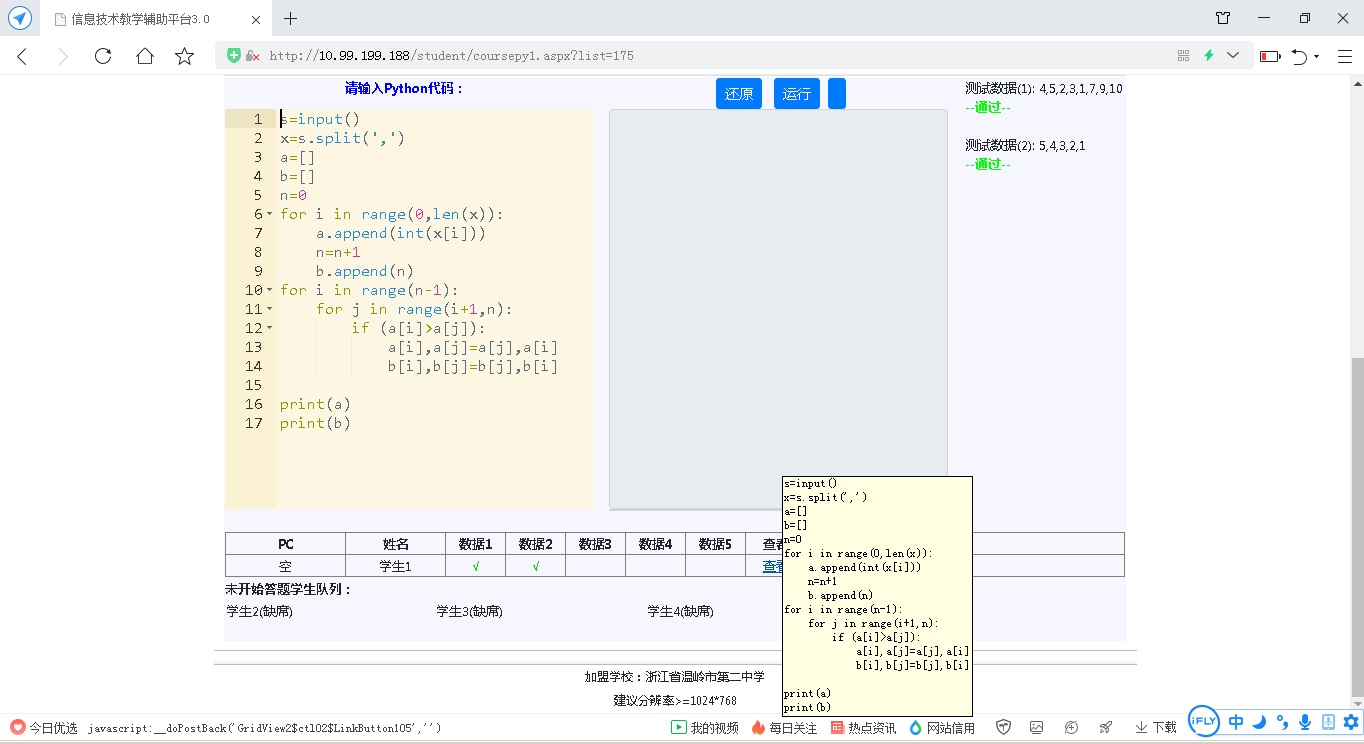 信息技术教学辅助平台3.0
http://10.99.199.188/student/coursepy1.aspx?list=175
请输入Python代码：
还原
运行
1 s=input()
2 x=s.split(',')
3 a=[]
4 b=[]
5 n=0
6 for i in range(0,len(x)):
7     a.append(int(x[i]))
8     n=n+1
9     b.append(n)
10 for i in range(n-1):
11     for j in range(i+1,n):
12         if (a[i]>a[j]):
13             a[i],a[j]=a[j],a[i]
14             b[i],b[j]=b[j],b[i]
15
16 print(a)
17 print(b)
测试数据(1): 4,5,2,3,1,7,9,10
--通过--
测试数据(2): 5,4,3,2,1
--通过--
PC 姓名 数据1 数据2 数据3 数据4 数据5 查看
空 学生1 √ √ 查看
未开始答题学生队列：
学生2(缺席) 学生3(缺席) 学生4(缺席)
s=input()
x=s.split(',')
a=[]
b=[]
n=0
for i in range(0,len(x)):
    a.append(int(x[i]))
    n=n+1
    b.append(n)
for i in range(n-1):
    for j in range(i+1,n):
        if (a[i]>a[j]):
            a[i],a[j]=a[j],a[i]
            b[i],b[j]=b[j],b[i]
print(a)
print(b)
加盟学校：浙江省温岭市第二中学
建议分辨率>=1024*768
今日优选 javascript:__doPostBack('GridView2$ctl02$LinkButton105','')
我的视频 每日关注 热点资讯 网站信用 下载
iFLY 中